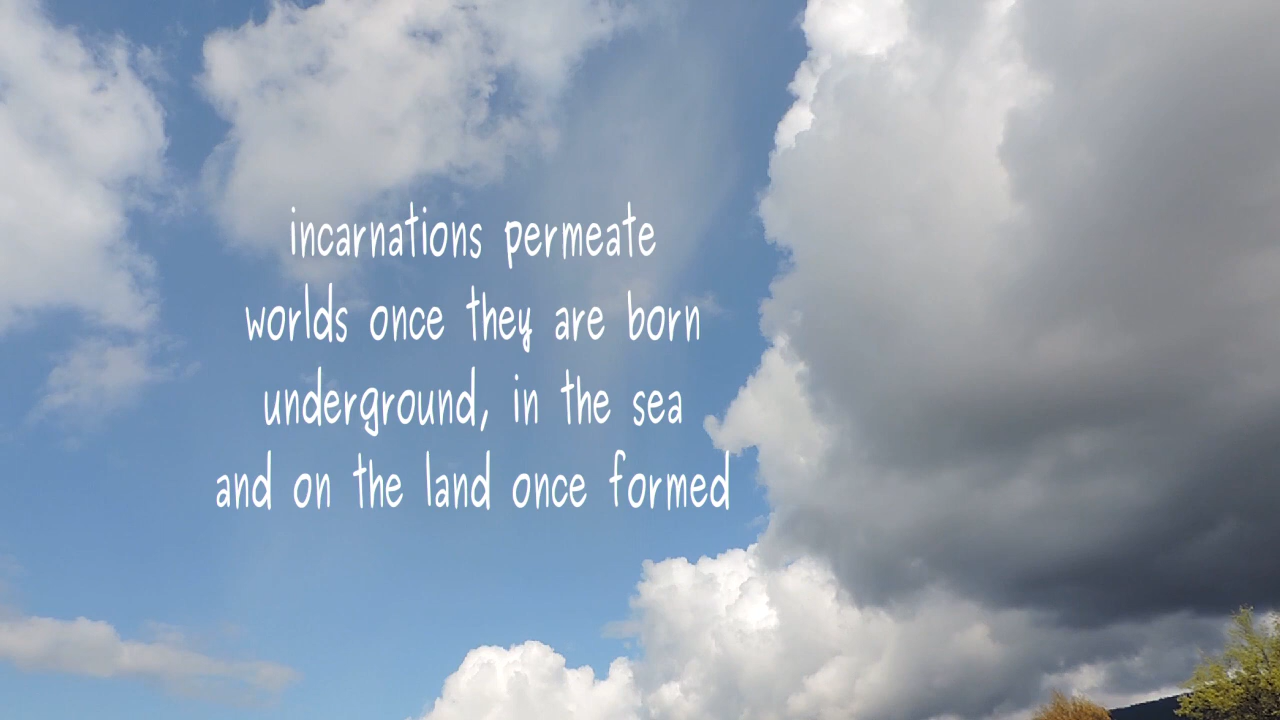 incarnations permeate
worlds once they are born
underground, in the sea
and on the land once formed